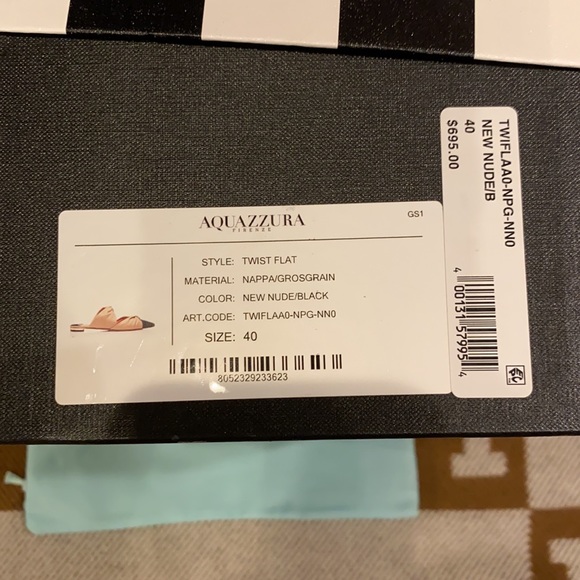 AQUAZZURA
FIRENZE
GS1
STYLE: TWIST FLAT
MATERIAL: NAPPA/GROSGRAIN
COLOR: NEW NUDE/BLACK
ART.CODE: TWIFLAA0-NPG-NN0
SIZE: 40
8052329233623
TWIFLAA0-NPG-NN0
NEW NUDE/B
40
$695.00
4 00131 57995 4